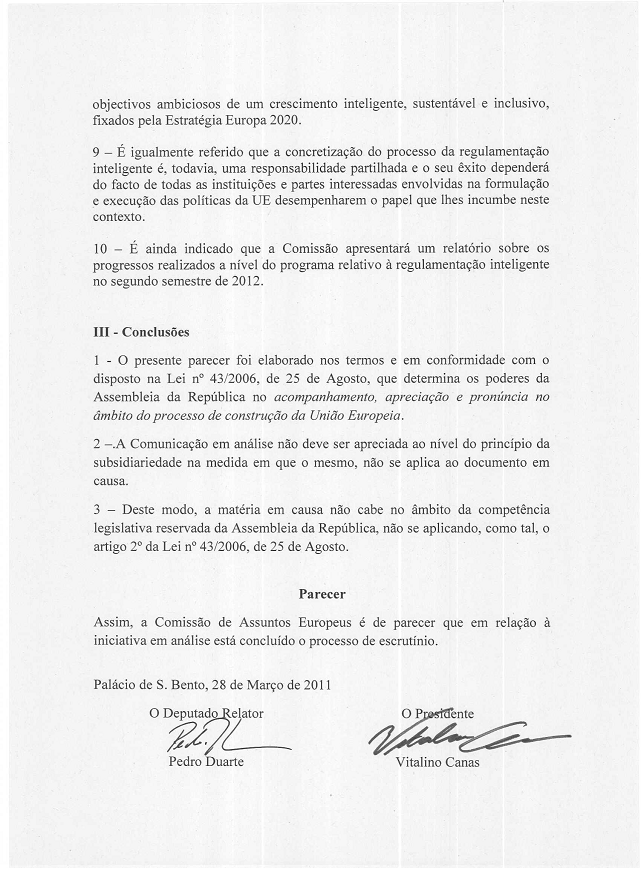 objectivos ambiciosos de um crescimento inteligente, sustentável e inclusivo,
fixados pela Estratégia Europa 2020.
9 – É igualmente referido que a concretização do processo da regulamentação
inteligente é, todavia, uma responsabilidade partilhada e o seu êxito dependerá
do facto de todas as instituições e partes interessadas envolvidas na formulação
e execução das políticas da UE desempenharem o papel que lhes incumbe neste
contexto.
10 – É ainda indicado que a Comissão apresentará um relatório sobre os
progressos realizados a nível do programa relativo à regulamentação inteligente
no segundo semestre de 2012.
III - Conclusões
1 - O presente parecer foi elaborado nos termos e em conformidade com o
disposto na Lei nº 43/2006, de 25 de Agosto, que determina os poderes da
Assembleia da República no acompanhamento, apreciação e pronúncia no
âmbito do processo de construção da União Europeia.
2 –.A Comunicação em análise não deve ser apreciada ao nível do princípio da
subsidiariedade na medida em que o mesmo, não se aplica ao documento em
causa.
3 – Deste modo, a matéria em causa não cabe no âmbito da competência
legislativa reservada da Assembleia da República, não se aplicando, como tal, o
artigo 2º da Lei nº 43/2006, de 25 de Agosto.
Parecer
Assim, a Comissão de Assuntos Europeus é de parecer que em relação à
iniciativa em análise está concluído o processo de escrutínio.
Palácio de S. Bento, 28 de Março de 2011
O Deputado Relator O Presidente
Pedro Duarte Vitalino Canas